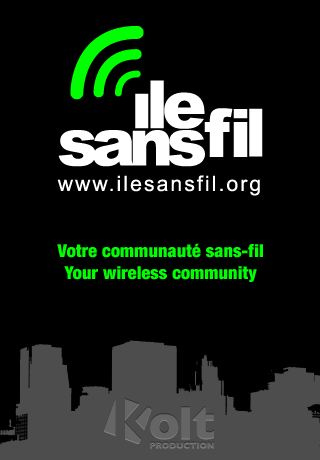 ile
sansfil
www.ilesansfil.org
Votre communauté sans-fil
Your wireless community
Kolt
PRODUCTION